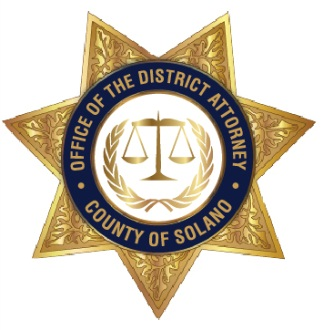 OFFICE OF THE DISTRICT ATTORNEY
COUNTY OF SOLANO